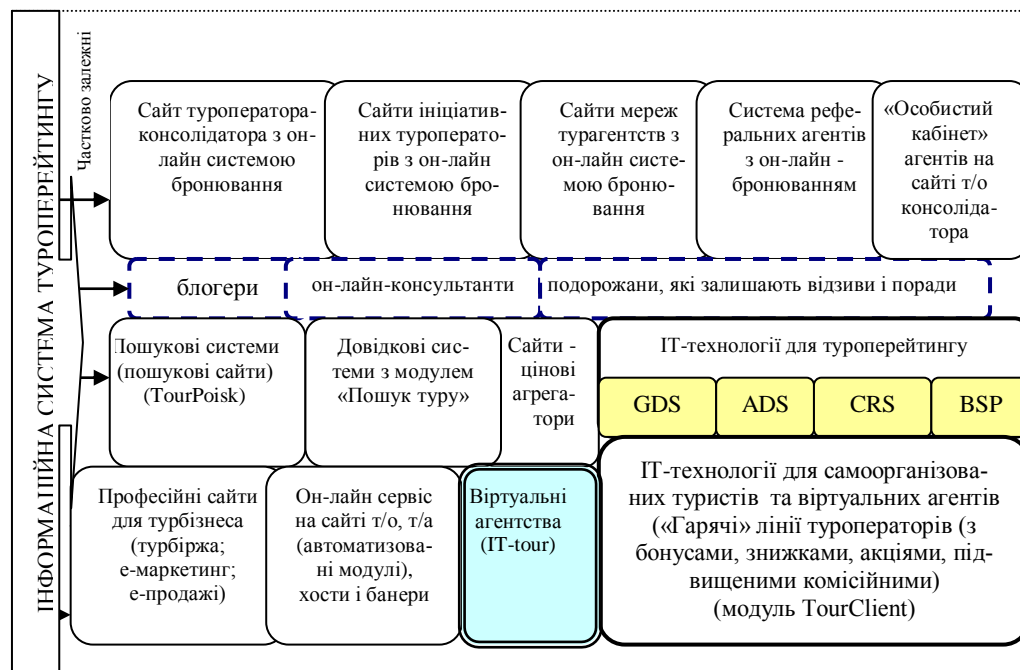 ІНФОРМАЦІЙНА СИСТЕМА ТУРОПЕРЕЙТИНГУ
Частково залежні
Сайт туроператора-
консолідатора з он-
лайн системою
бронювання
Сайти ініціатив-
них туроперато-
рів з он-лайн
системою бро-
нювання
Сайти мереж
турагентств з
он-лайн систе-
мою броню-
вання
Система рефе-
ральних агентів
з он-лайн -
бронюванням
«Особистий
кабінет»
агентів на
сайті т/о
консоліда-
тора
блогери
он-лайн-консультанти
подорожани, які залишають відзиви і поради
Пошукові системи
(пошукові сайти)
(TourPoisk)
Довідкові сис-
теми з модулем
«Пошук туру»
Сайти -
цінові
агрега-
тори
ІТ-технології для туроперейтингу
GDS
ADS
CRS
BSP
Професійні сайти
для турбізнеса
(турбіржа;
е-маркетинг;
е-продажі)
Он-лайн сервіс
на сайті т/о, т/а
(автоматизова-
ні модулі),
хости і банери
Віртуальні
агентства
(IT-tour)
ІТ-технології для самоорганізова-
них туристів та віртуальних агентів
(«Гарячі» лінії туроператорів (з
бонусами, знижками, акціями, під-
вищеними комісійними)
(модуль TourClient)